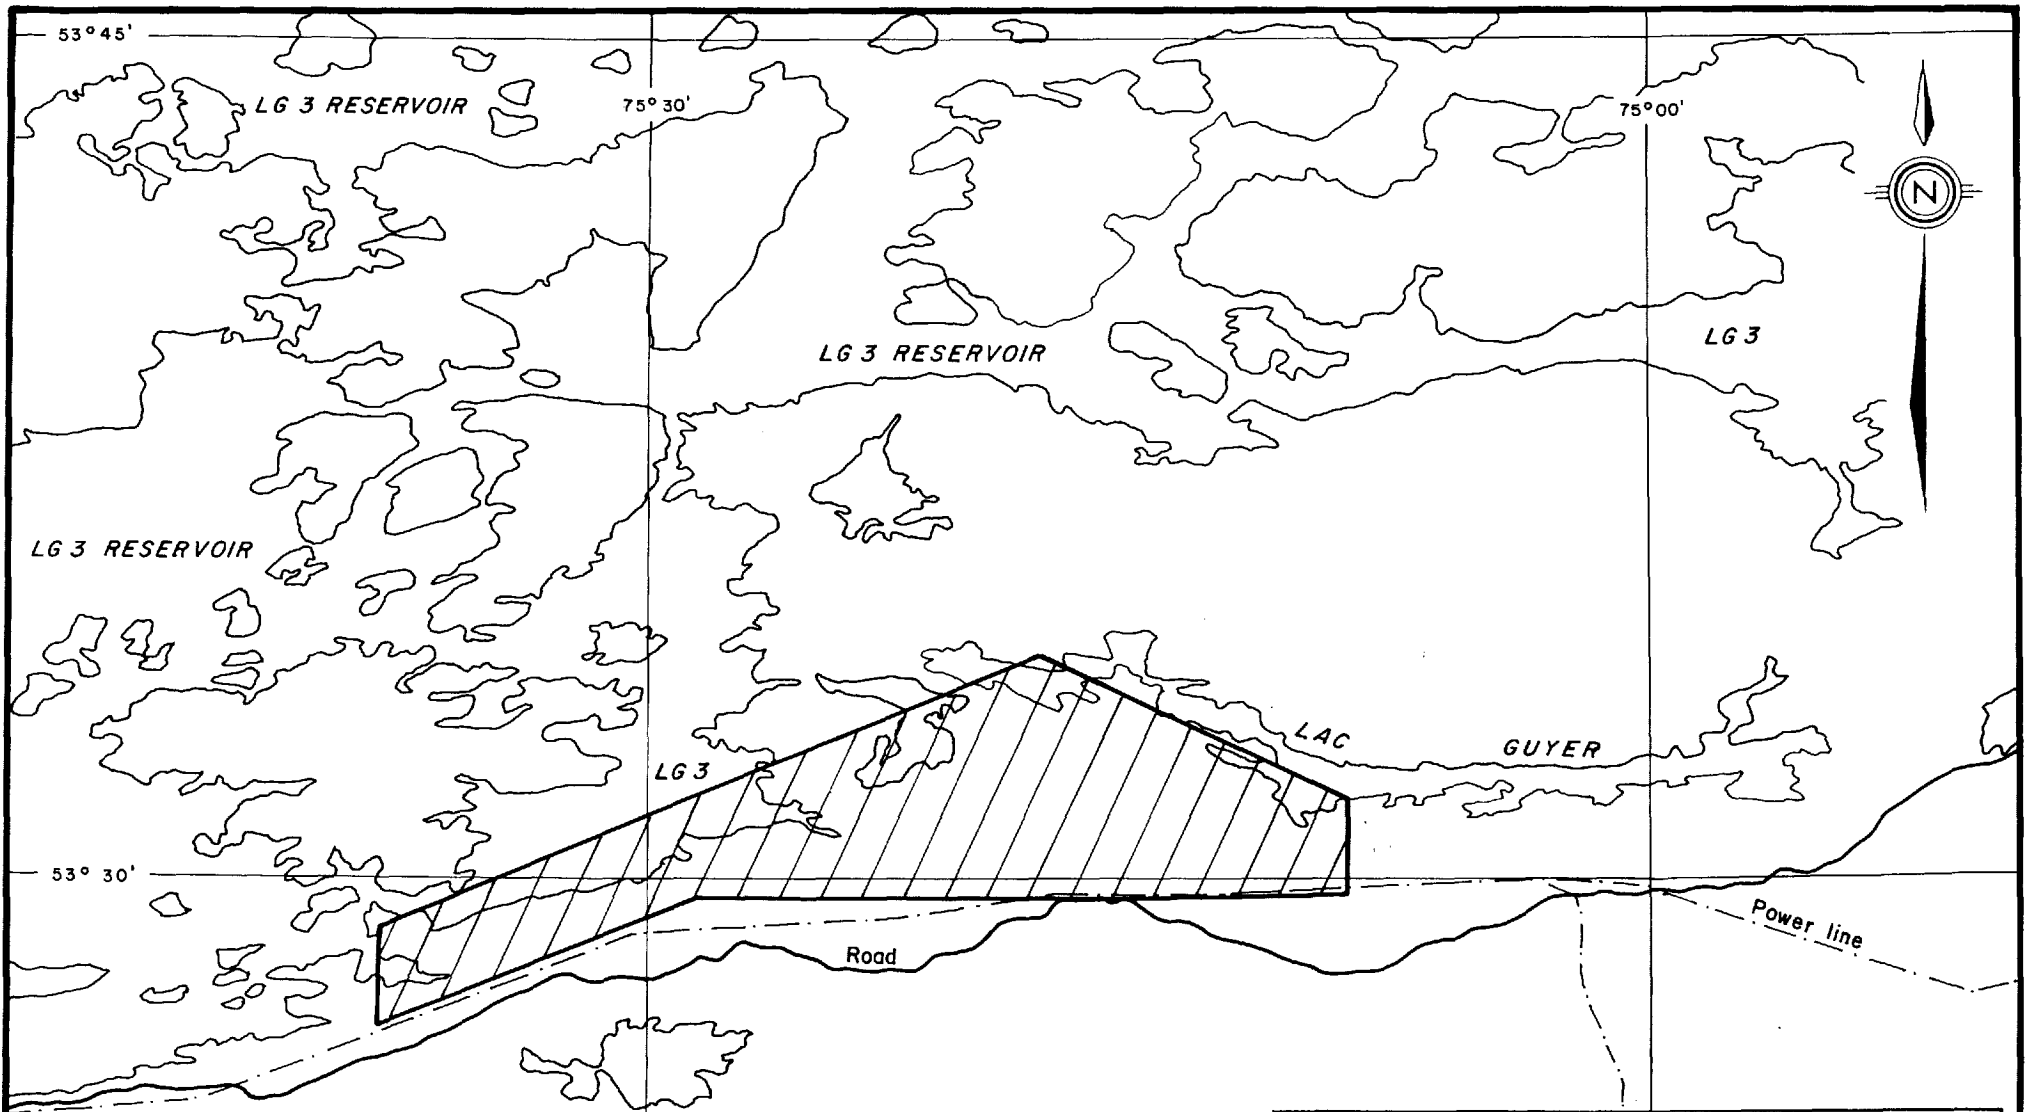 53°45'
75°30'
75°00'
LG 3 RESERVOIR
N
LG 3
LG 3 RESERVOIR
LG 3 RESERVOIR
LAC GUYER
LG 3
53° 30'
Power line
Road